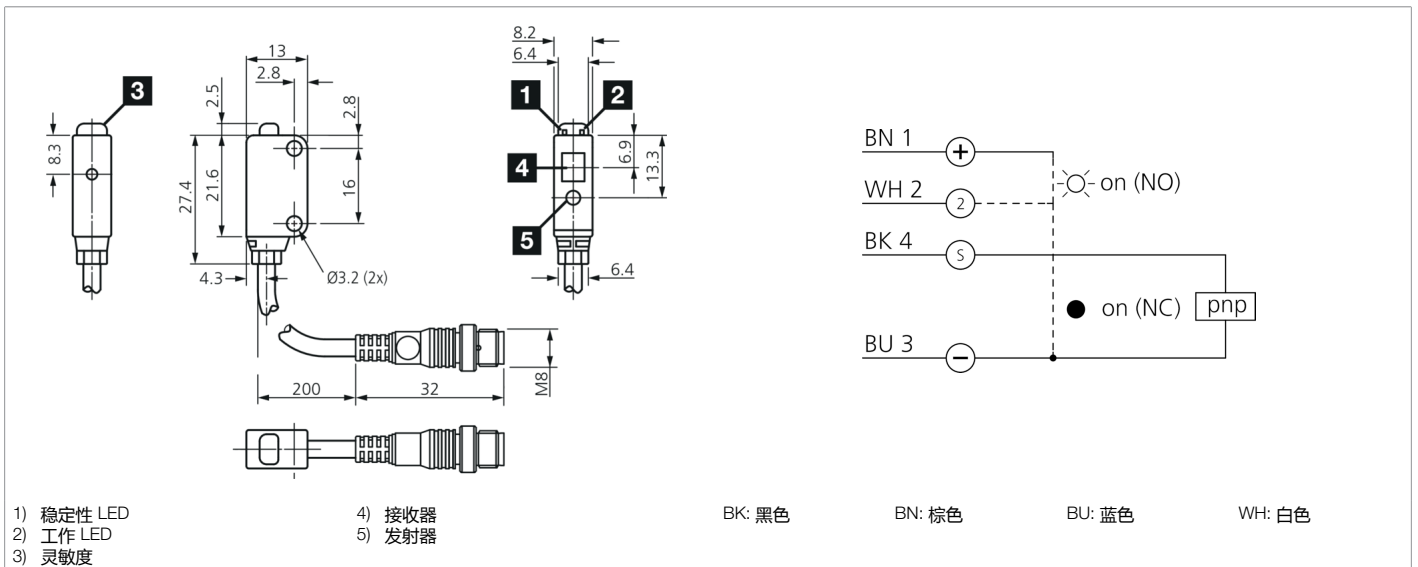 3
8.3
13
2.8
2.5
2.8
27.4
21.6
16
4.3
Ø3.2 (2x)
8.2
6.4
1
2
4
6.9
13.3
5
6.4
200
32
M8
BN 1
+
on (NO)
WH 2
2
BK 4
S
on (NC)
pnp
BU 3
−
1) 稳定性 LED
2) 工作 LED
3) 灵敏度
4) 接收器
5) 发射器
BK: 黑色
BN: 棕色
BU: 蓝色
WH: 白色